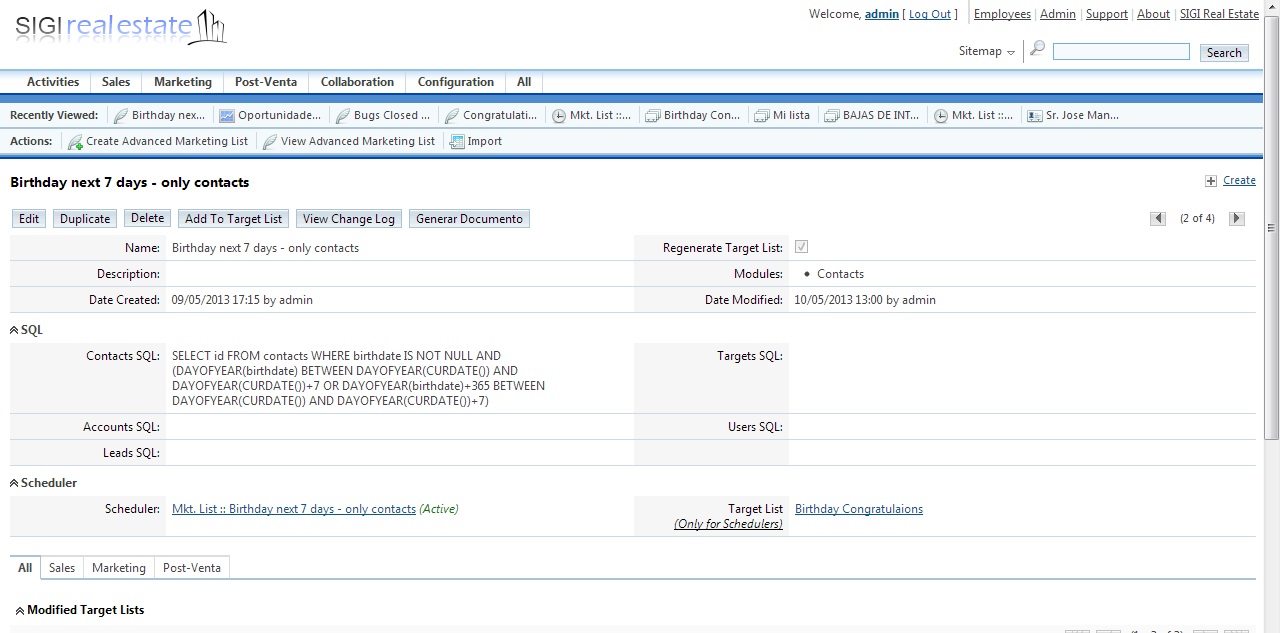 SIGI real estate
Welcome, admin [ Log Out ] Employees | Admin | Support | About | SIGI Real Estate
Sitemap Search
Activities Sales Marketing Post-Venta Collaboration Configuration All
Recently Viewed: Birthday nex... Oportunidade... Bugs Closed ... Congratulati... Mkt. List ::... Birthday Con... Mi lista BAJAS DE INT... Mkt. List ::... Sr. Jose Man...
Actions: Create Advanced Marketing List View Advanced Marketing List Import
Birthday next 7 days - only contacts Create
Edit Duplicate Delete Add To Target List View Change Log Generar Documento (2 of 4)
Name: Birthday next 7 days - only contacts Regenerate Target List:
Description: Modules: • Contacts
Date Created: 09/05/2013 17:15 by admin Date Modified: 10/05/2013 13:00 by admin
SQL
Contacts SQL: SELECT id FROM contacts WHERE birthdate IS NOT NULL AND Targets SQL:
(DAYOFYEAR(birthdate) BETWEEN DAYOFYEAR(CURDATE()) AND
DAYOFYEAR(CURDATE())+7 OR DAYOFYEAR(birthdate)+365 BETWEEN
DAYOFYEAR(CURDATE()) AND DAYOFYEAR(CURDATE())+7)
Accounts SQL: Users SQL:
Leads SQL:
Scheduler
Scheduler: Mkt. List :: Birthday next 7 days - only contacts (Active) Target List Birthday Congratulaions
(Only for Schedulers)
All Sales Marketing Post-Venta
Modified Target Lists